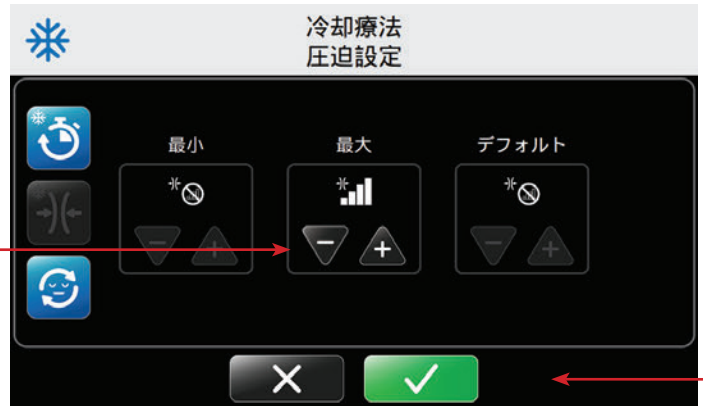 冷却療法
圧迫設定
最小
最大
デフォルト